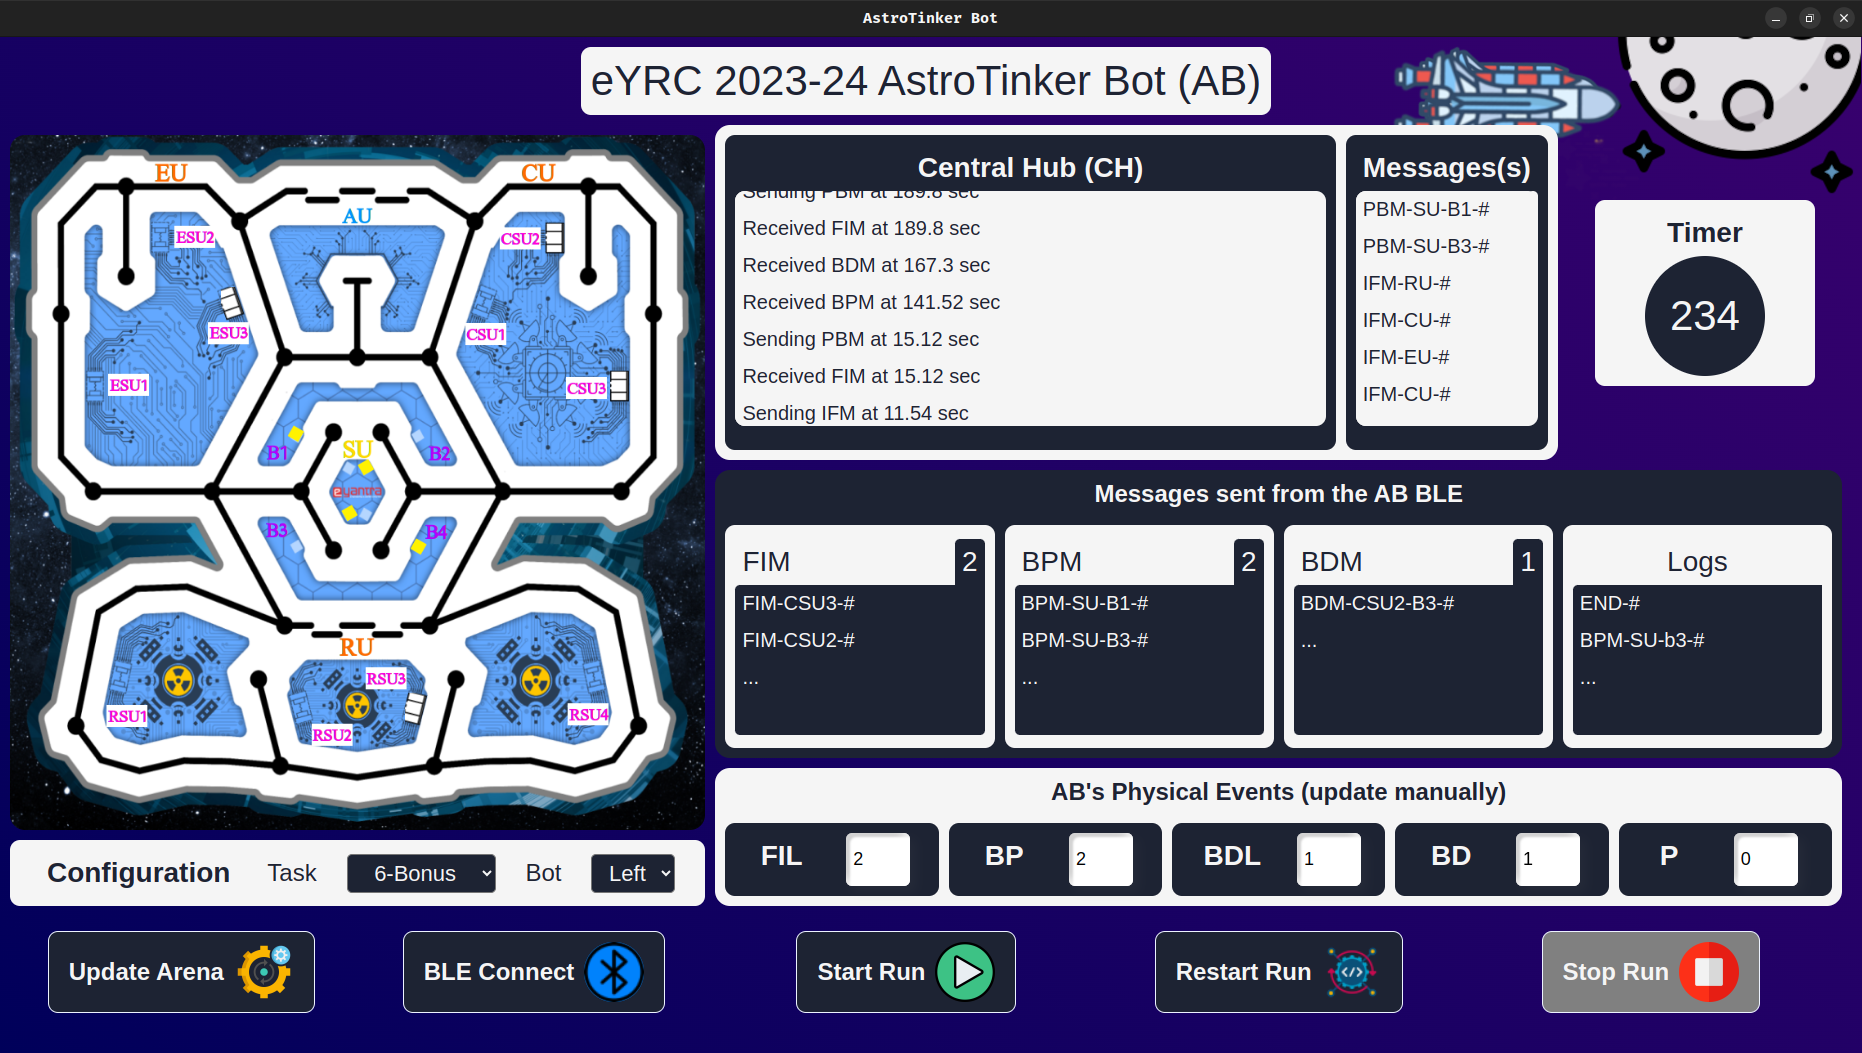 AstroTinker Bot
eYRC 2023-24 AstroTinker Bot (AB)
EU
CU
AU
ESU2
CSU2
ESU3
CSU1
ESU1
CSU3
B1
SU
B2
eyantra
B3
B4
RU
RSU3
RSU1
RSU4
RSU2
Configuration Task 6-Bonus Bot Left
Central Hub (CH)
Sending PBM at 189.8 sec
Received FIM at 189.8 sec
Received BDM at 167.3 sec
Received BPM at 141.52 sec
Sending PBM at 15.12 sec
Received FIM at 15.12 sec
Sending IFM at 11.54 sec
Messages(s)
PBM-SU-B1-#
PBM-SU-B3-#
IFM-RU-#
IFM-CU-#
IFM-EU-#
IFM-CU-#
Timer
234
Messages sent from the AB BLE
FIM 2
FIM-CSU3-#
FIM-CSU2-#
...
BPM 2
BPM-SU-B1-#
BPM-SU-B3-#
...
BDM 1
BDM-CSU2-B3-#
...
Logs
END-#
BPM-SU-b3-#
...
AB's Physical Events (update manually)
FIL 2
BP 2
BDL 1
BD 1
P 0
Update Arena
BLE Connect
Start Run
Restart Run
Stop Run